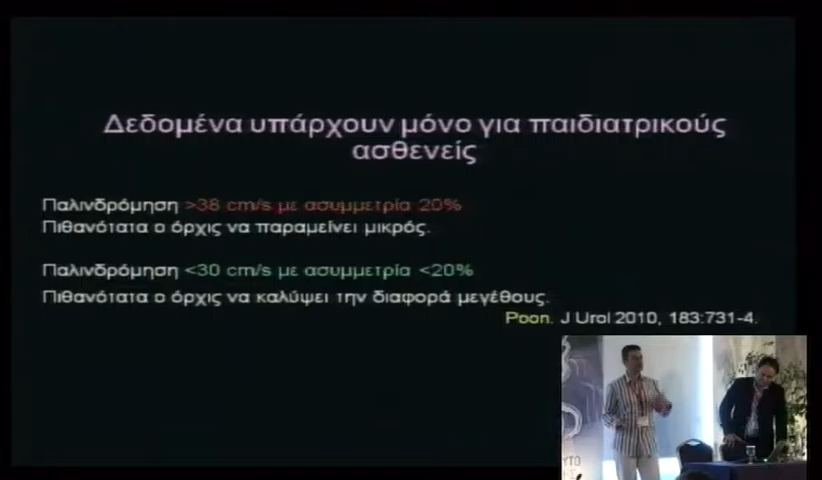 Δεδομένα υπάρχουν μόνο για παιδιατρικούς
ασθενείς
Παλινδρόμηση >38 cm/s με ασυμμετρία 20%
Πιθανότατα ο όρχις να παραμείνει μικρός.
Παλινδρόμηση <30 cm/s με ασυμμετρία <20%
Πιθανότατα ο όρχις να καλύψει την διαφορά μεγέθους.
Poon. J Urol 2010, 183:731-4.